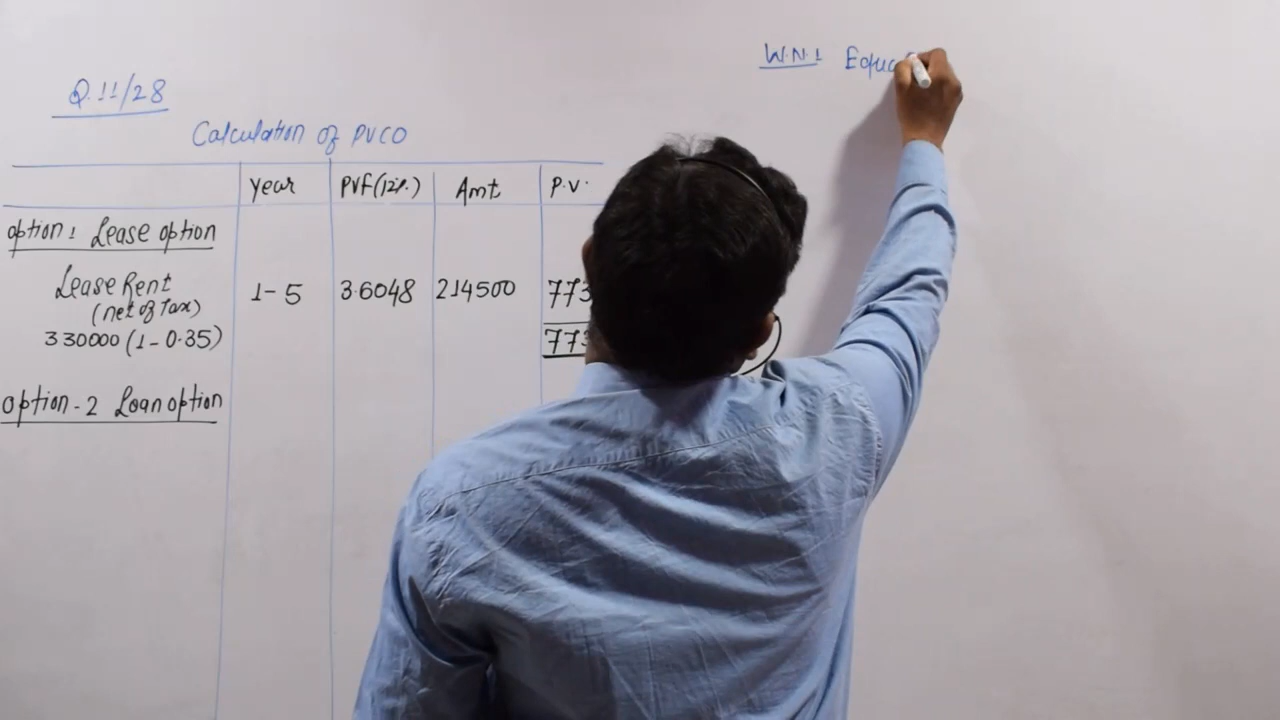 Q.11/28
W.N.1 Equa
Calculation of PVCO
Year PVF(12%) Amt P.V.
option 1 Lease option
Lease Rent 1-5 3.6048 214500 773
(net of Tax)
330000 (1-0.35) 773
option-2 Loan option